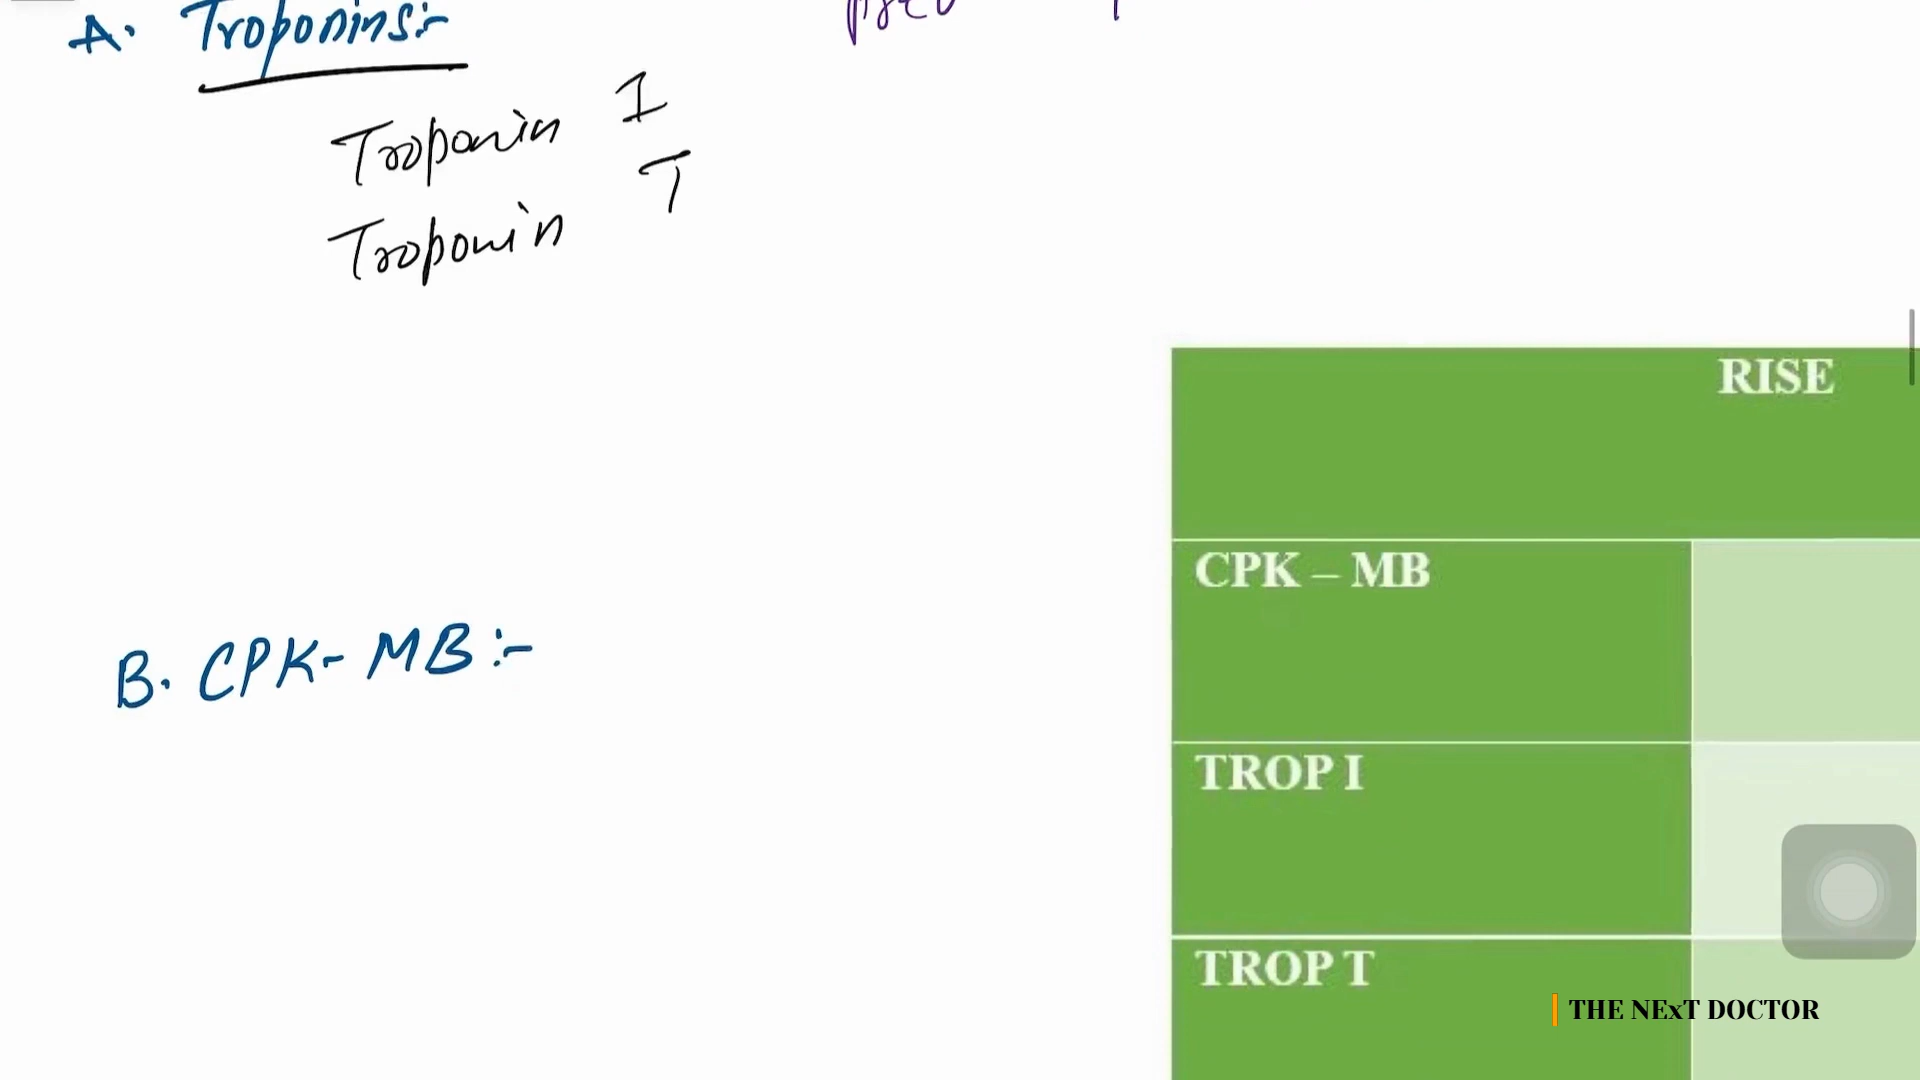 A. Troponins:-
Troponin I
Troponin T
B. CPK- MB:-
RISE
CPK – MB
TROP I
TROP T
THE NExT DOCTOR